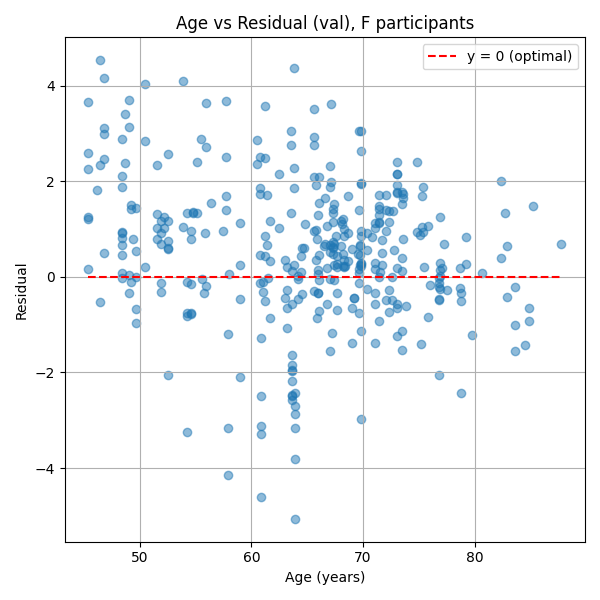 Age vs Residual (val), F participants
y = 0 (optimal)
4
2
0
−2
−4
Residual
50 60 70 80
Age (years)